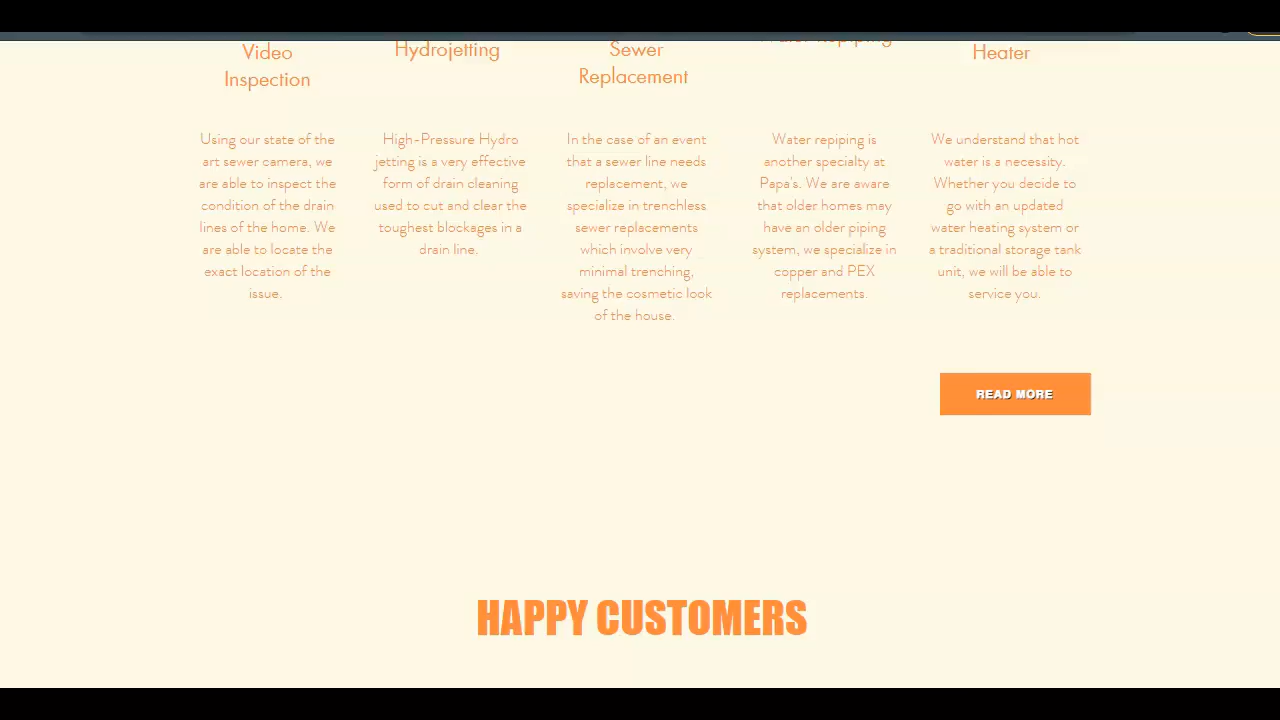 Video
Inspection
Hydrojetting
Sewer
Replacement
Heater
Using our state of the
art sewer camera, we
are able to inspect the
condition of the drain
lines of the home. We
are able to locate the
exact location of the
issue.
High-Pressure Hydro
jetting is a very effective
form of drain cleaning
used to cut and clear the
toughest blockages in a
drain line.
In the case of an event
that a sewer line needs
replacement, we
specialize in trenchless
sewer replacements
which involve very
minimal trenching,
saving the cosmetic look
of the house.
Water repiping is
another specialty at
Papa's. We are aware
that older homes may
have an older piping
system, we specialize in
copper and PEX
replacements.
We understand that hot
water is a necessity.
Whether you decide to
go with an updated
water heating system or
a traditional storage tank
unit, we will be able to
service you.
READ MORE
HAPPY CUSTOMERS